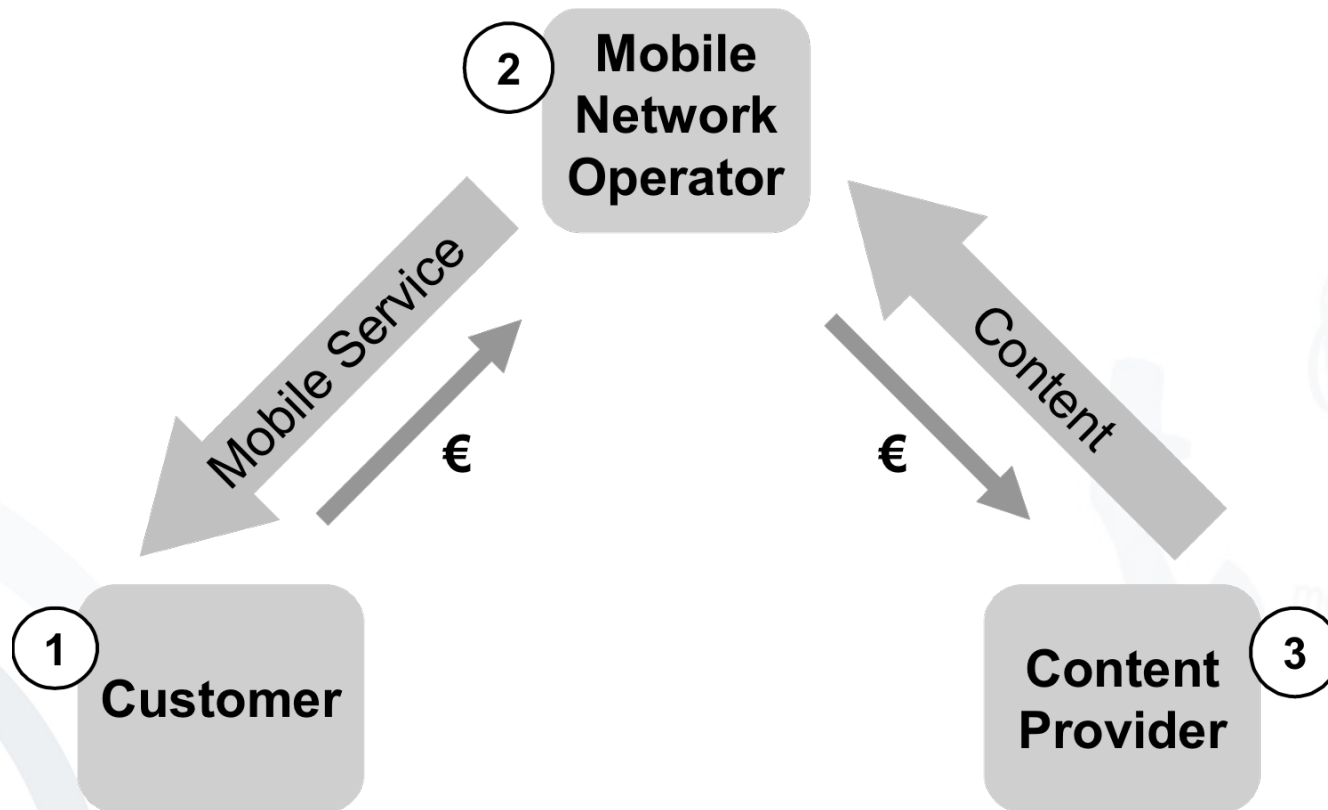 2
Mobile
Network
Operator
Mobile Service
€
€
Content
1
Customer
Content
Provider
3